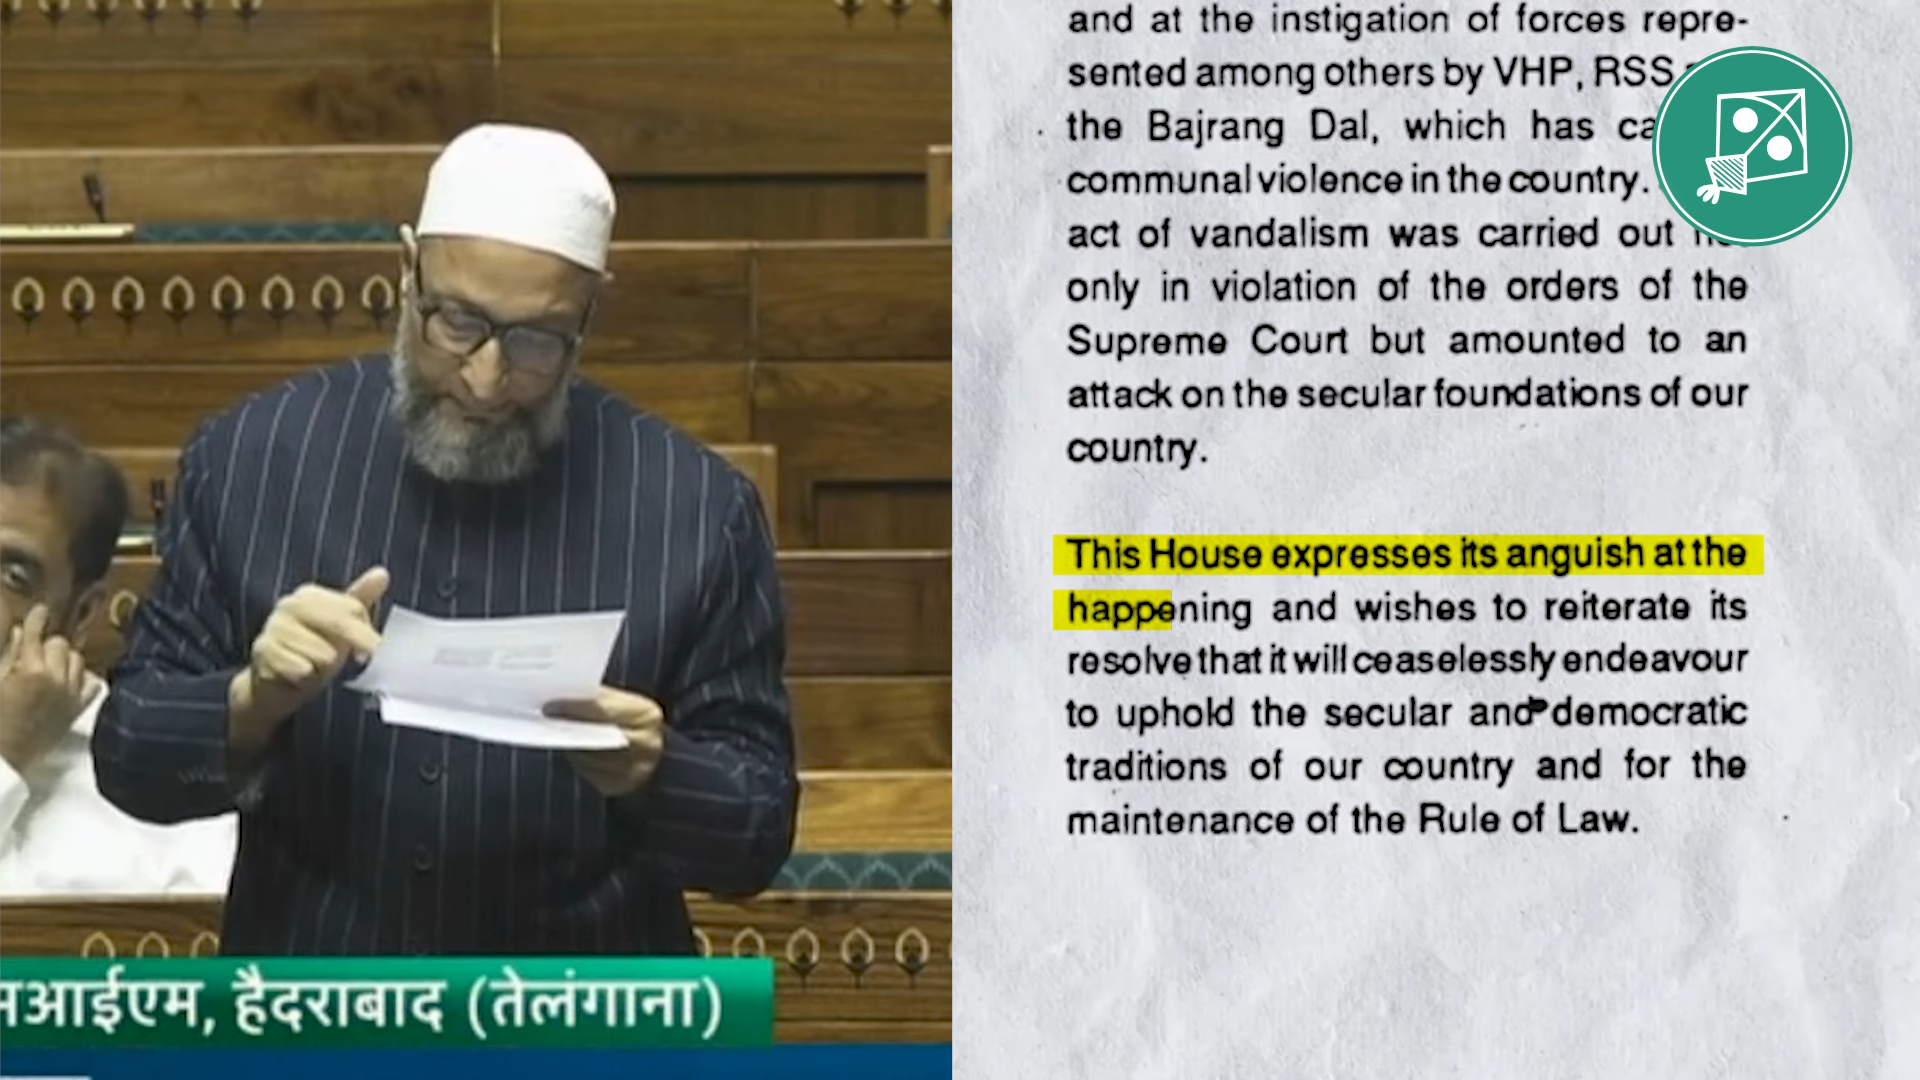 and at the instigation of forces repre-
sented among others by VHP, RSS
the Bajrang Dal, which has
communal violence in the country.
act of vandalism was carried out
only in violation of the orders of the
Supreme Court but amounted to an
attack on the secular foundations of our
country.
This House expresses its anguish at the
happening and wishes to reiterate its
resolve that it will ceaselessly endeavour
to uphold the secular and democratic
traditions of our country and for the
maintenance of the Rule of Law.
हैदराबाद (तेलंगाना)